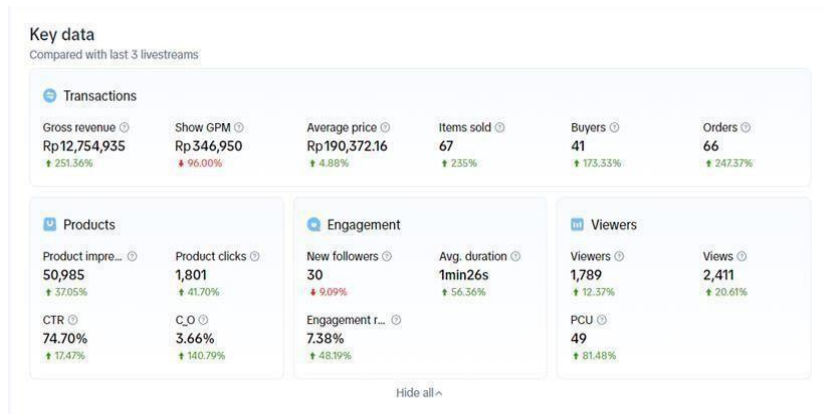 Key data
Compared with last 3 livestreams
Transactions
Gross revenue Show GPM Average price Items sold Buyers Orders
Rp12,754,935 Rp346,950 Rp190,372.16 67 41 66
251.36% 96.00% 4.88% 235% 173.33% 247.37%
Products
Product impre... Product clicks
50,985 1,801
37.05% 41.70%
CTR C_O
74.70% 3.66%
17.47% 140.79%
Engagement
New followers Avg. duration
30 1min26s
9.09% 56.36%
Engagement r...
7.38%
48.19%
Viewers
Viewers Views
1,789 2,411
12.37% 20.61%
PCU
49
81.48%
Hide all